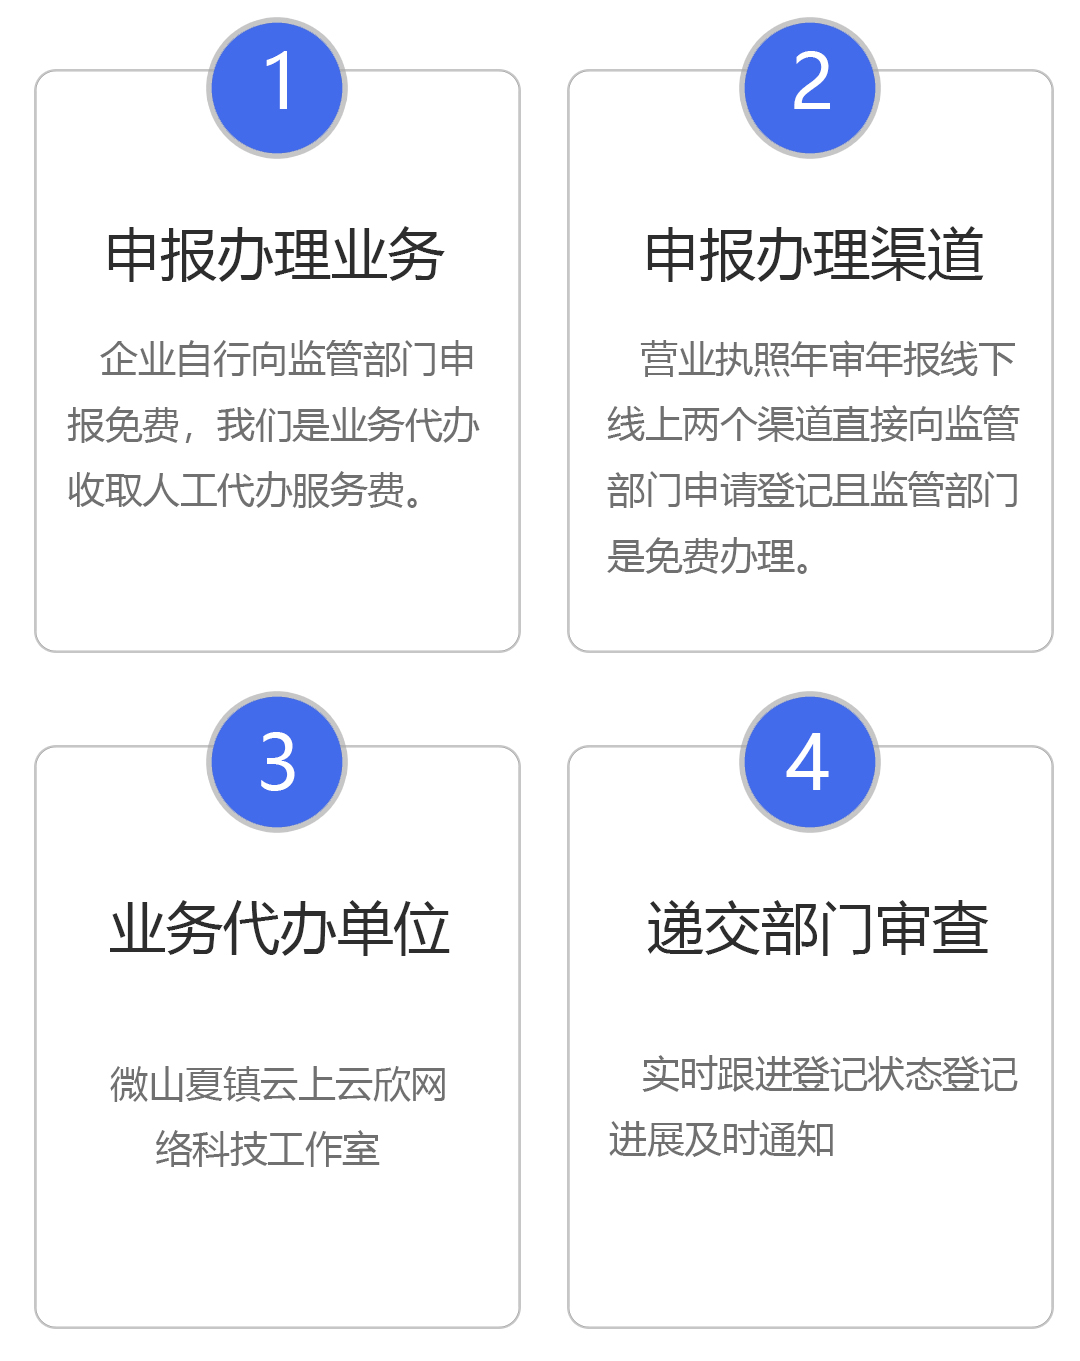 1
申报办理业务
企业自行向监管部门申
报免费，我们是业务代办
收取人工代办服务费。
2
申报办理渠道
营业执照年审年报线下
线上两个渠道直接向监管
部门申请登记且监管部门
是免费办理。
3
业务代办单位
微山夏镇云上云欣网
络科技工作室
4
递交部门审查
实时跟进登记状态登记
进展及时通知